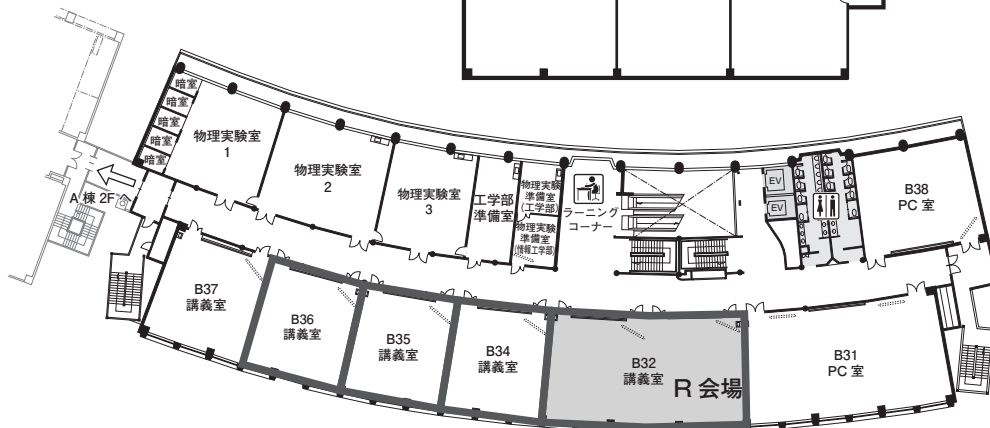 暗室
暗室
暗室
暗室
暗室
物理実験室
1
物理実験室
2
物理実験室
3
工学部
準備室
物理実験
準備室
(工学部)
物理実験
準備室
(情報工学部)
ラーニング
コーナー
EV
EV
B38
PC 室
A 棟 2F へ
B37
講義室
B36
講義室
B35
講義室
B34
講義室
B32
講義室
R 会場
B31
PC 室